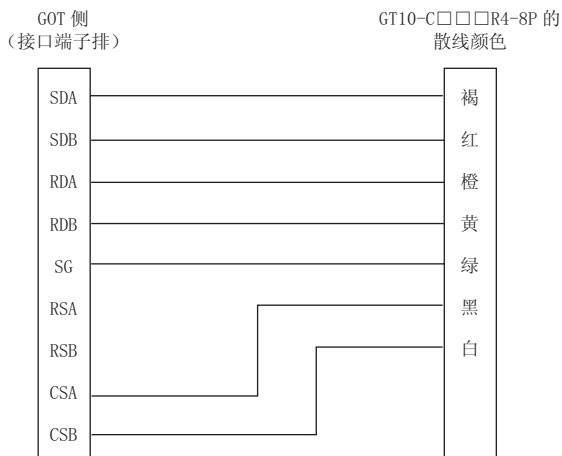 GOT 侧
(接口端子排)
GT10-C□□□R4-8P 的
散线颜色
SDA
褐
SDB
红
RDA
橙
RDB
黄
SG
绿
RSA
黑
RSB
白
CSA
CSB